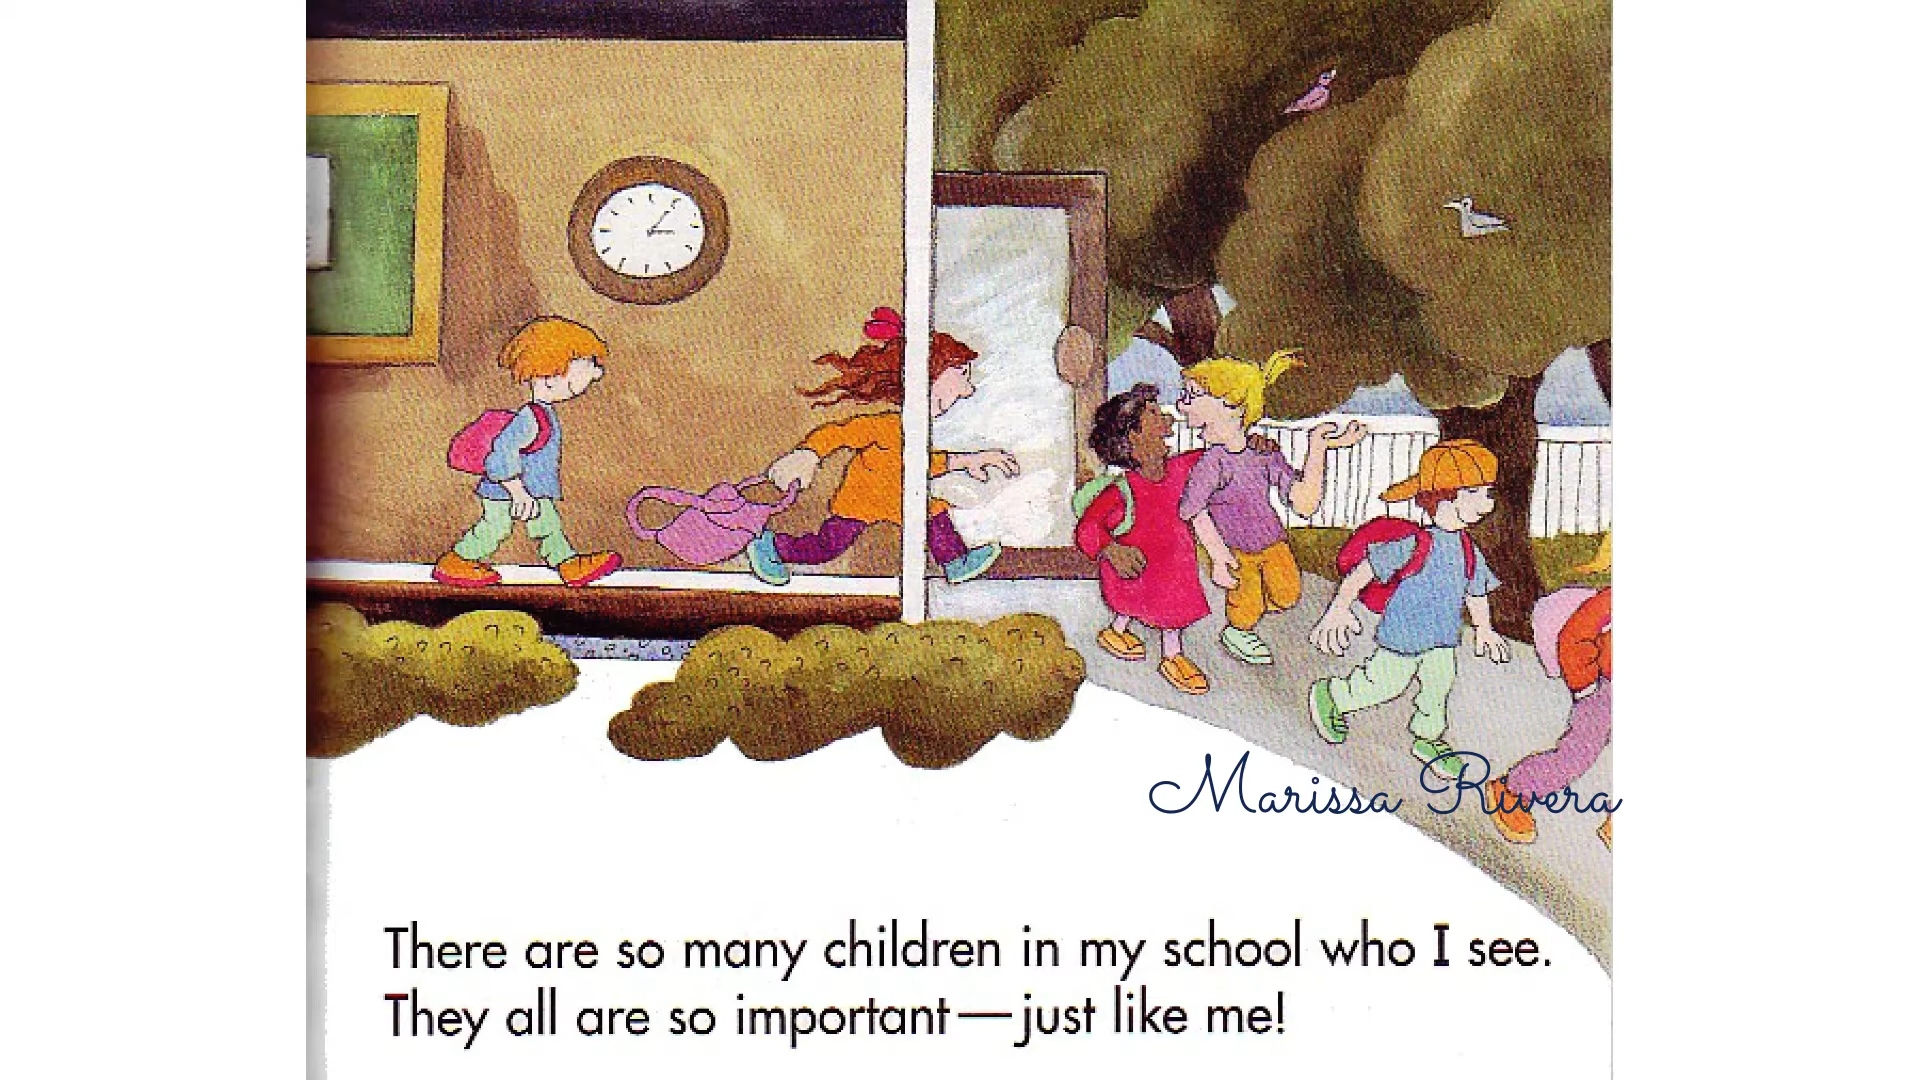 Marissa Rivera
There are so many children in my school who I see.
They all are so important—just like me!